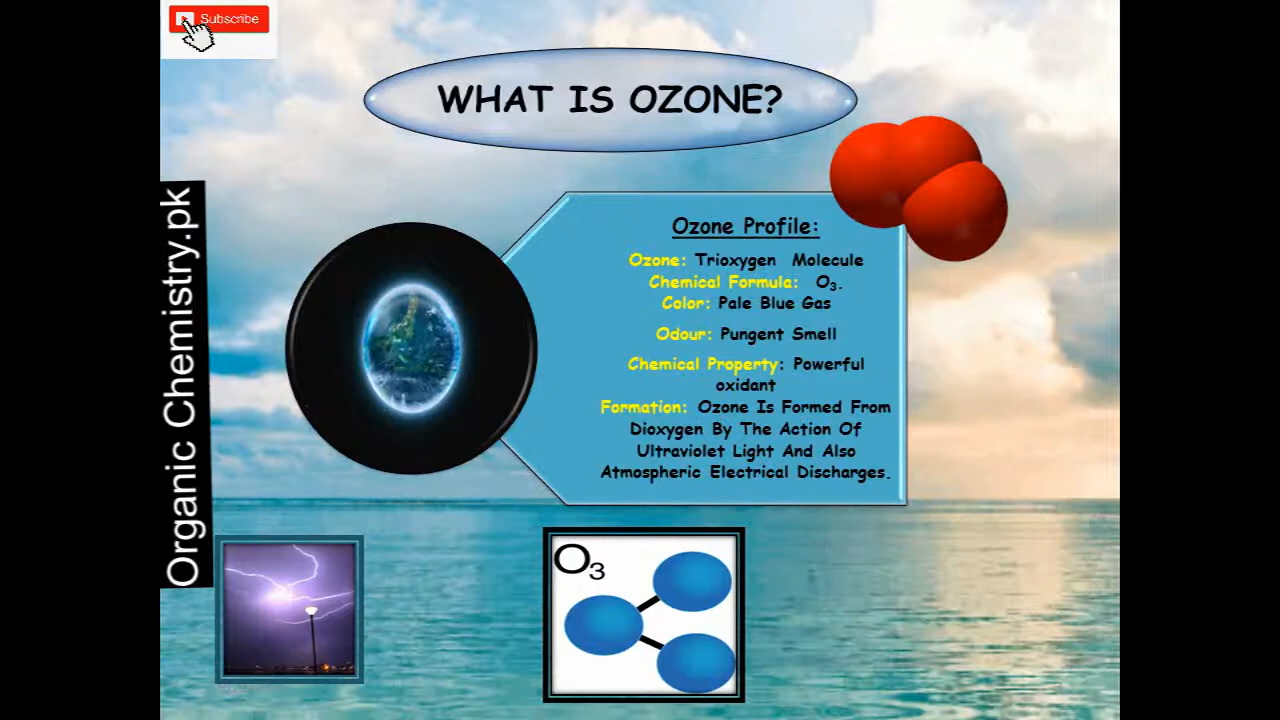 Subscribe
WHAT IS OZONE?
Organic Chemistry.pk
Ozone Profile:
Ozone: Trioxygen Molecule
Chemical Formula: O₃.
Color: Pale Blue Gas
Odour: Pungent Smell
Chemical Property: Powerful
oxidant
Formation: Ozone Is Formed From
Dioxygen By The Action Of
Ultraviolet Light And Also
Atmospheric Electrical Discharges.
O₃